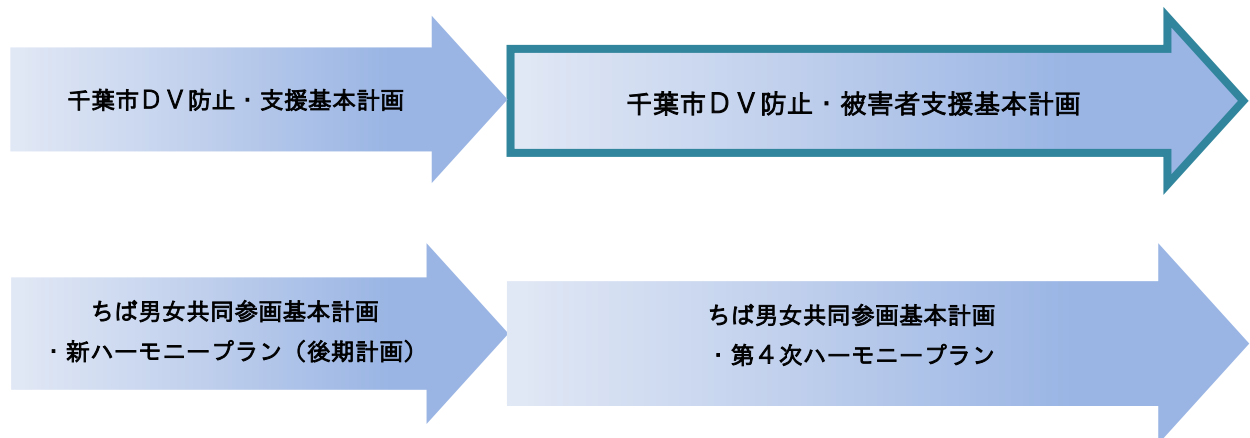 千葉市ＤＶ防止・支援基本計画
千葉市ＤＶ防止・被害者支援基本計画
ちば男女共同参画基本計画
・新ハーモニープラン（後期計画）
ちば男女共同参画基本計画
・第４次ハーモニープラン